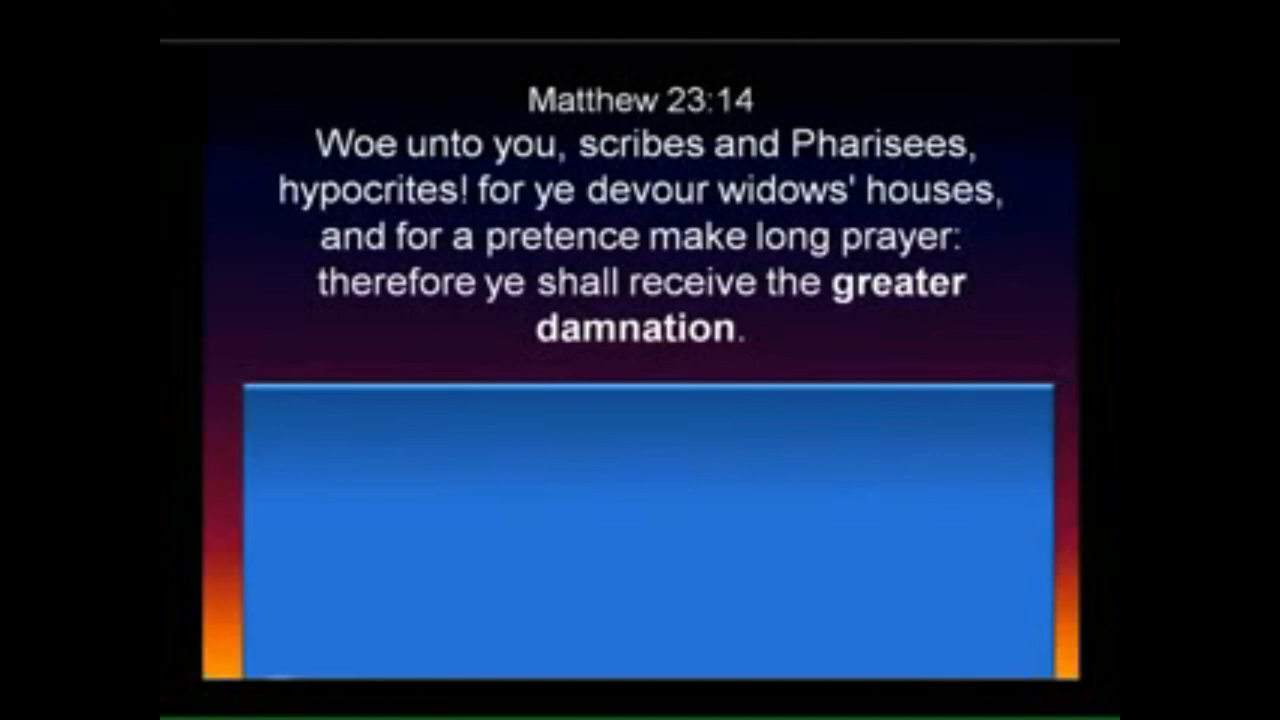 Matthew 23:14
Woe unto you, scribes and Pharisees,
hypocrites! for ye devour widows' houses,
and for a pretence make long prayer:
therefore ye shall receive the greater
damnation.